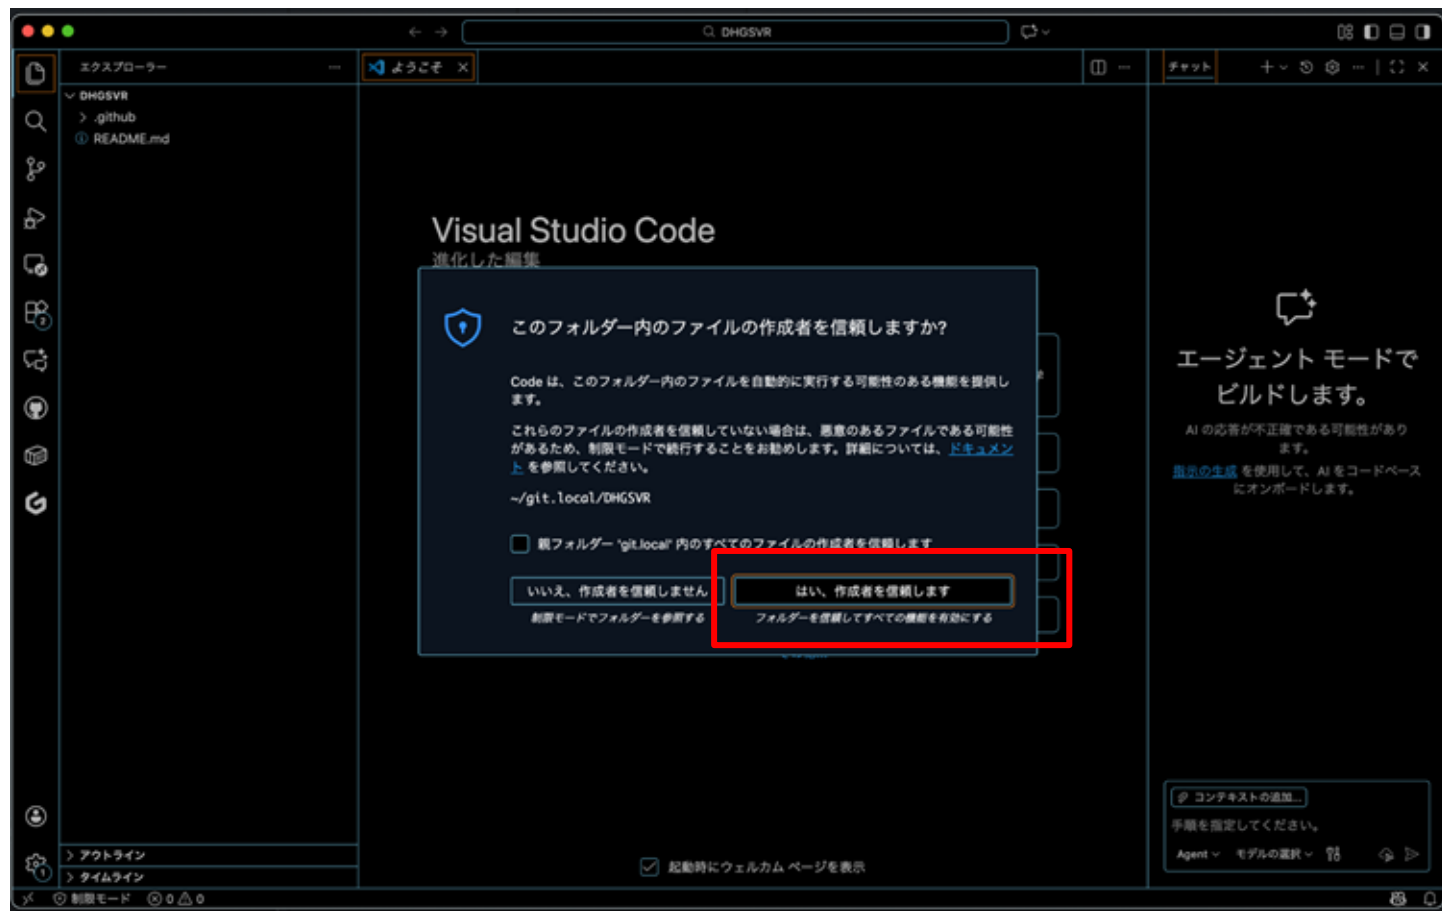 DHGSVR
エクスプローラー
ようこそ
チャット
DHGSVR
.github
README.md
Visual Studio Code
進化した編集
このフォルダー内のファイルの作成者を信頼しますか?
Code は、このフォルダー内のファイルを自動的に実行する可能性のある機能を提供し
ます。
これらのファイルの作成者を信頼していない場合は、悪意のあるファイルである可能性
があるため、制限モードで続行することをお勧めします。詳細については、ドキュメン
ト を参照してください。
~/git.local/DHGSVR
親フォルダー 'git.local' 内のすべてのファイルの作成者を信頼します
いいえ、作成者を信頼しません
制限モードでフォルダーを参照する
はい、作成者を信頼します
フォルダーを信頼してすべての機能を有効にする
エージェント モードで
ビルドします。
AI の応答が不正確である可能性があり
ます。
指示の生成 を使用して、AI をコードベース
にオンボードします。
2
コンテキストの追加...
手順を指定してください。
Agent
モデルの選択
アウトライン
タイムライン
起動時にウェルカム ページを表示
1
制限モード
0
0